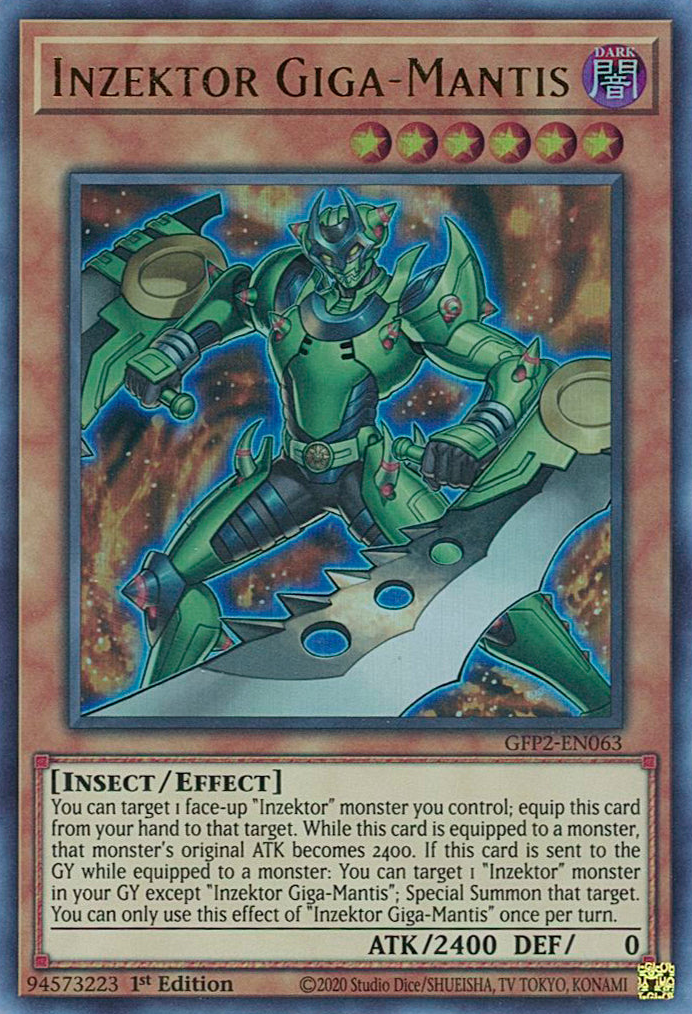 INZEKTOR GIGA-MANTIS
DARK
闇
GFP2-EN063
[INSECT/EFFECT]
You can target 1 face-up "Inzektor" monster you control; equip this card
from your hand to that target. While this card is equipped to a monster,
that monster's original ATK becomes 2400. If this card is sent to the
GY while equipped to a monster: You can target 1 "Inzektor" monster
in your GY except "Inzektor Giga-Mantis"; Special Summon that target.
You can only use this effect of "Inzektor Giga-Mantis" once per turn.
ATK/2400 DEF/ 0
94573223 1st Edition ©2020 Studio Dice/SHUEISHA, TV TOKYO, KONAMI